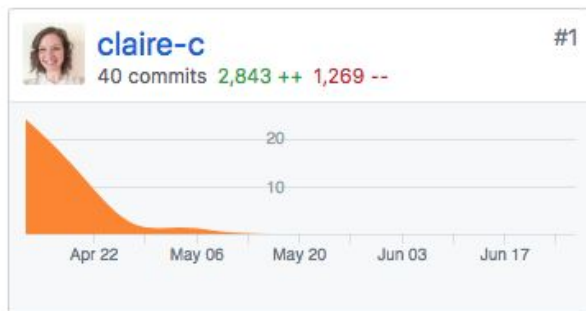 claire-c
#1
40 commits 2,843 ++ 1,269 --
20
10
Apr 22 May 06 May 20 Jun 03 Jun 17